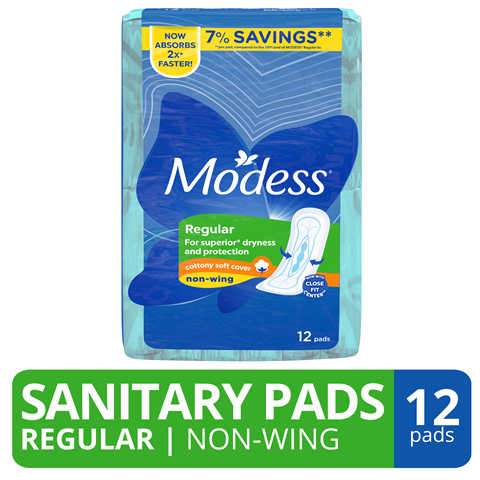 NOW
ABSORBS
2x*
FASTER!
7% SAVINGS**
Modess®
Regular
For superior* dryness
and protection
cottony soft cover
non-wing
CLOSE
FIT
CENTER
12 pads
SANITARY PADS
REGULAR | NON-WING
12
pads